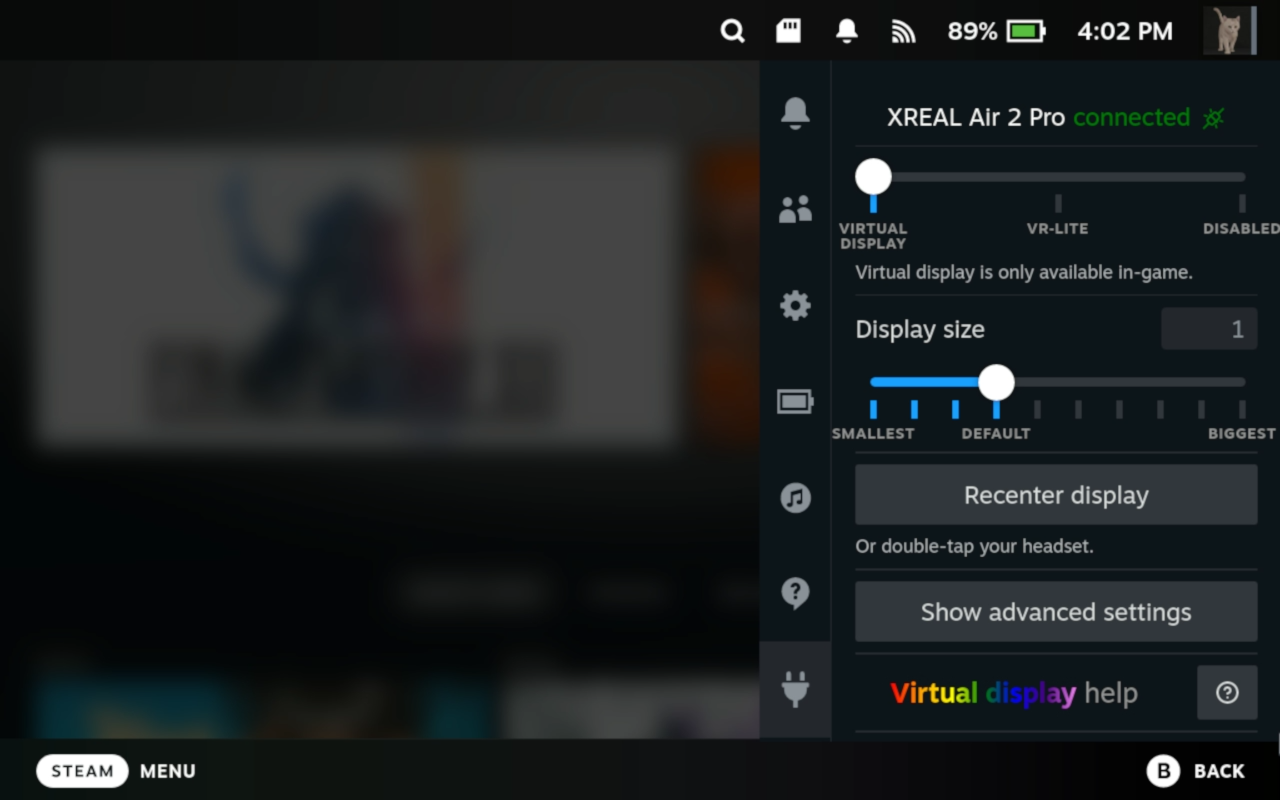 89% 4:02 PM
XREAL Air 2 Pro connected
VIRTUAL DISPLAY VR-LITE DISABLED
Virtual display is only available in-game.
Display size 1
SMALLEST DEFAULT BIGGEST
Recenter display
Or double-tap your headset.
Show advanced settings
Virtual display help
STEAM MENU B BACK